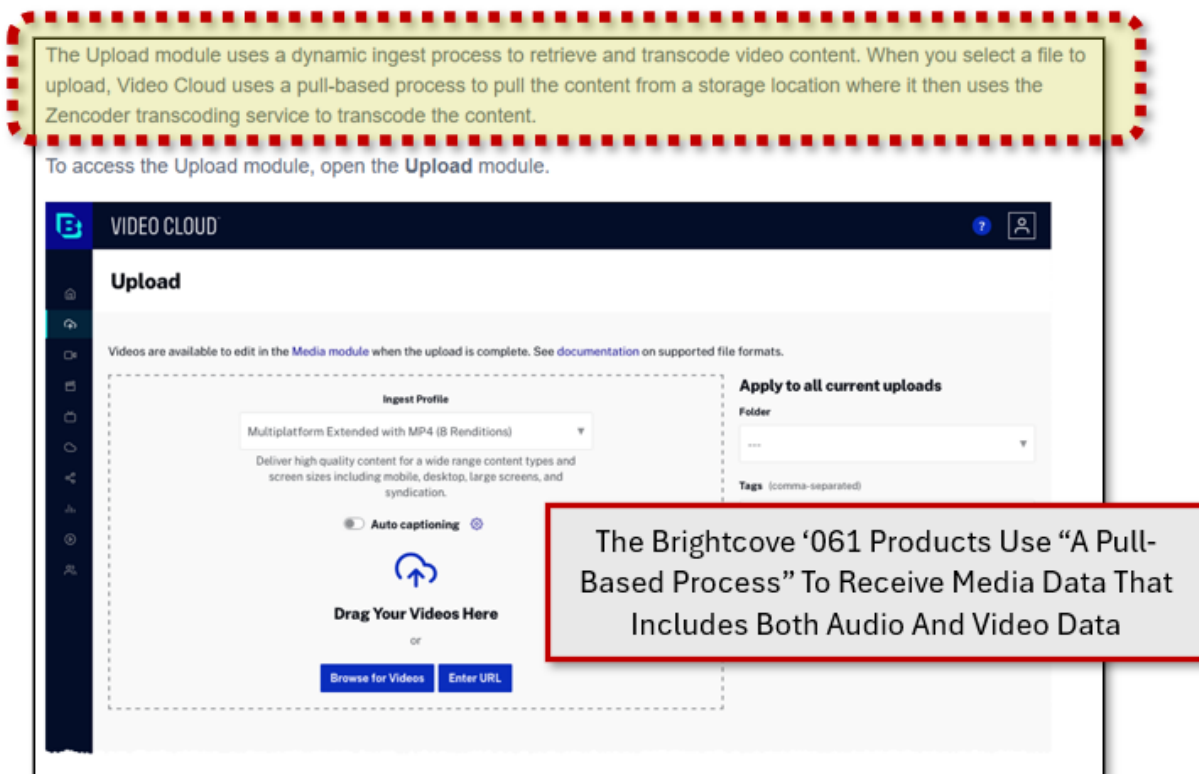 The Upload module uses a dynamic ingest process to retrieve and transcode video content. When you select a file to
upload, Video Cloud uses a pull-based process to pull the content from a storage location where it then uses the
Zencoder transcoding service to transcode the content.
To access the Upload module, open the Upload module.
VIDEO CLOUD
?
Upload
Videos are available to edit in the Media module when the upload is complete. See documentation on supported file formats.
Ingest Profile
Multiplatform Extended with MP4 (8 Renditions)
Deliver high quality content for a wide range content types and
screen sizes including mobile, desktop, large screens, and
syndication.
Auto captioning
Drag Your Videos Here
or
Browse for Videos Enter URL
Apply to all current uploads
Folder
---
Tags (comma-separated)
The Brightcove ‘061 Products Use “A Pull-
Based Process” To Receive Media Data That
Includes Both Audio And Video Data